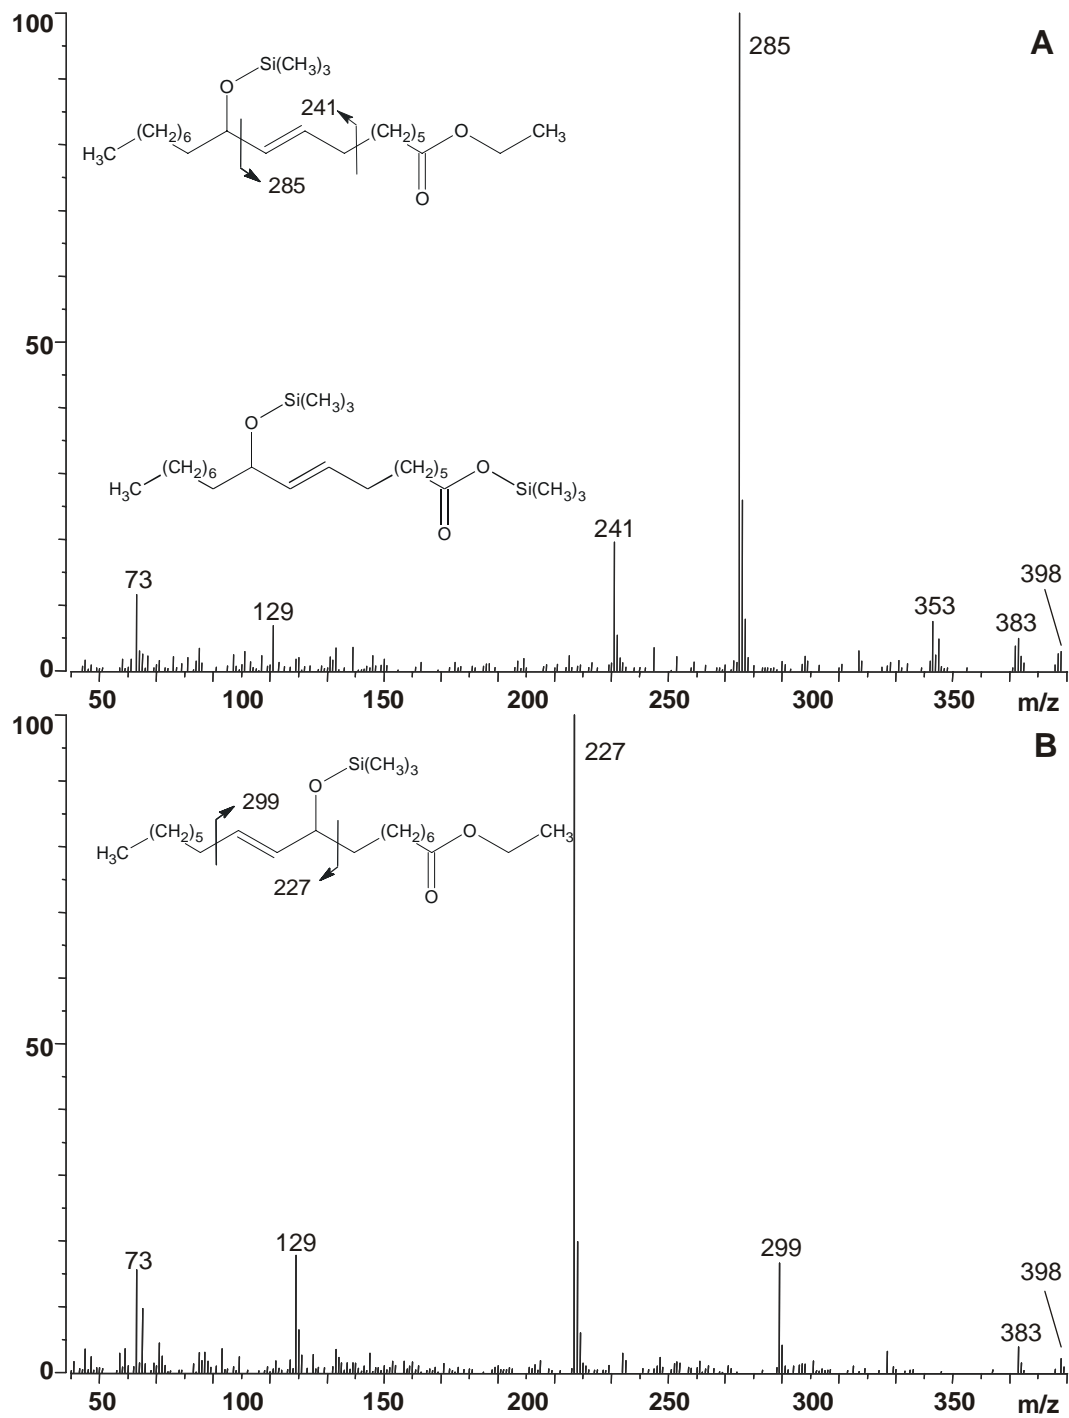 100
A
285
Si(CH3)3
O
241
(CH2)6
(CH2)5
O
CH3
H3C
285
O
50
Si(CH3)3
O
(CH2)6
(CH2)5
O
H3C
Si(CH3)3
O
241
73
129
353
383
398
0
50 100 150 200 250 300 350 m/z
100
B
227
Si(CH3)3
O
299
(CH2)5
(CH2)6
O
CH3
H3C
227
O
50
73
129
299
398
383
0
50 100 150 200 250 300 350 m/z